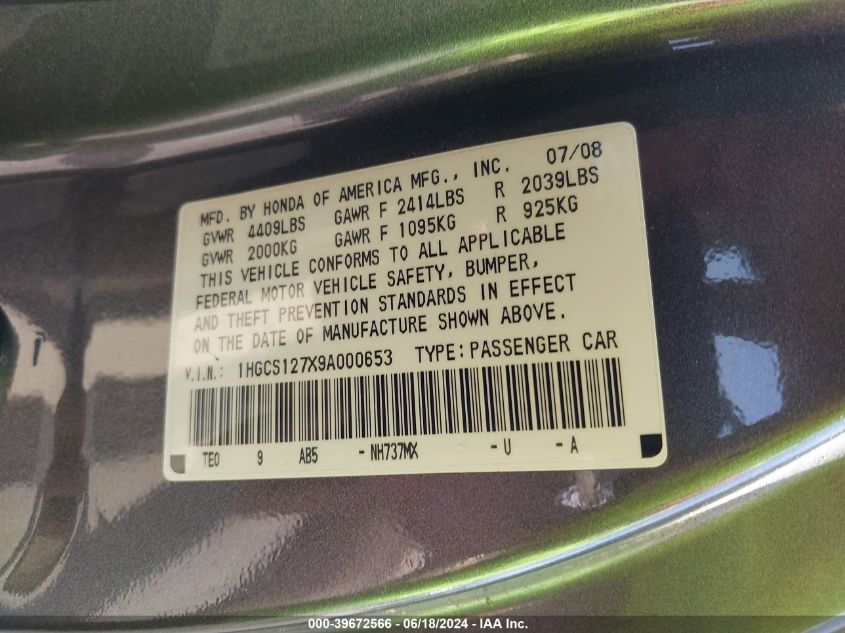 MFD. BY HONDA OF AMERICA MFG., INC. 07/08
GVWR 4409LBS GAWR F 2414LBS R 2039LBS
GVWR 2000KG GAWR F 1095KG R 925KG
THIS VEHICLE CONFORMS TO ALL APPLICABLE
FEDERAL MOTOR VEHICLE SAFETY, BUMPER,
AND THEFT PREVENTION STANDARDS IN EFFECT
ON THE DATE OF MANUFACTURE SHOWN ABOVE.
V.I.N.: 1HGCS127X9A000653 TYPE: PASSENGER CAR
TE0 9 AB5 - NH737MX - U - A
000-39672566 - 06/18/2024 - IAA Inc.